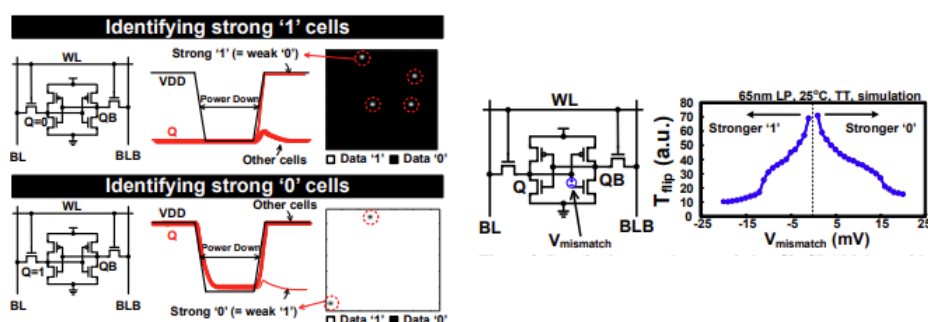 Identifying strong ‘1’ cells
WL
Q=0
QB
BL
BLB
Strong ‘1’ (= weak ‘0’)
VDD
Power Down
Q
Other cells
Data ‘1’ Data ‘0’
Identifying strong ‘0’ cells
WL
Q=1
QB
BL
BLB
Other cells
VDD
Q
Power Down
Strong ‘0’ (= weak ‘1’)
Data ‘1’ Data ‘0’
WL
Q
QB
BL
BLB
Vmismatch
65nm LP, 25°C, TT, simulation
Stronger ‘1’
Stronger ‘0’
Tflip (a.u.)
80
70
60
50
40
30
20
10
0
-25 -15 -5 5 15 25
Vmismatch (mV)